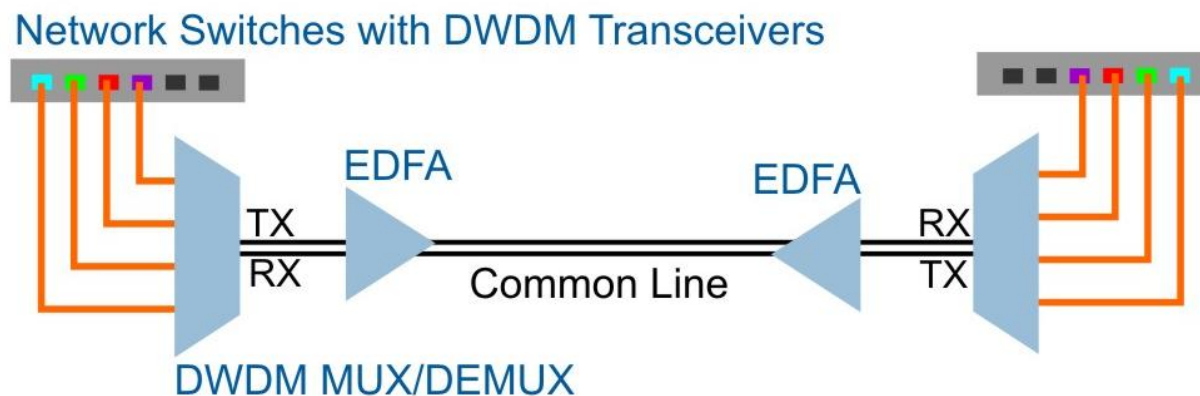 Network Switches with DWDM Transceivers
EDFA
EDFA
TX
RX
RX
TX
Common Line
DWDM MUX/DEMUX